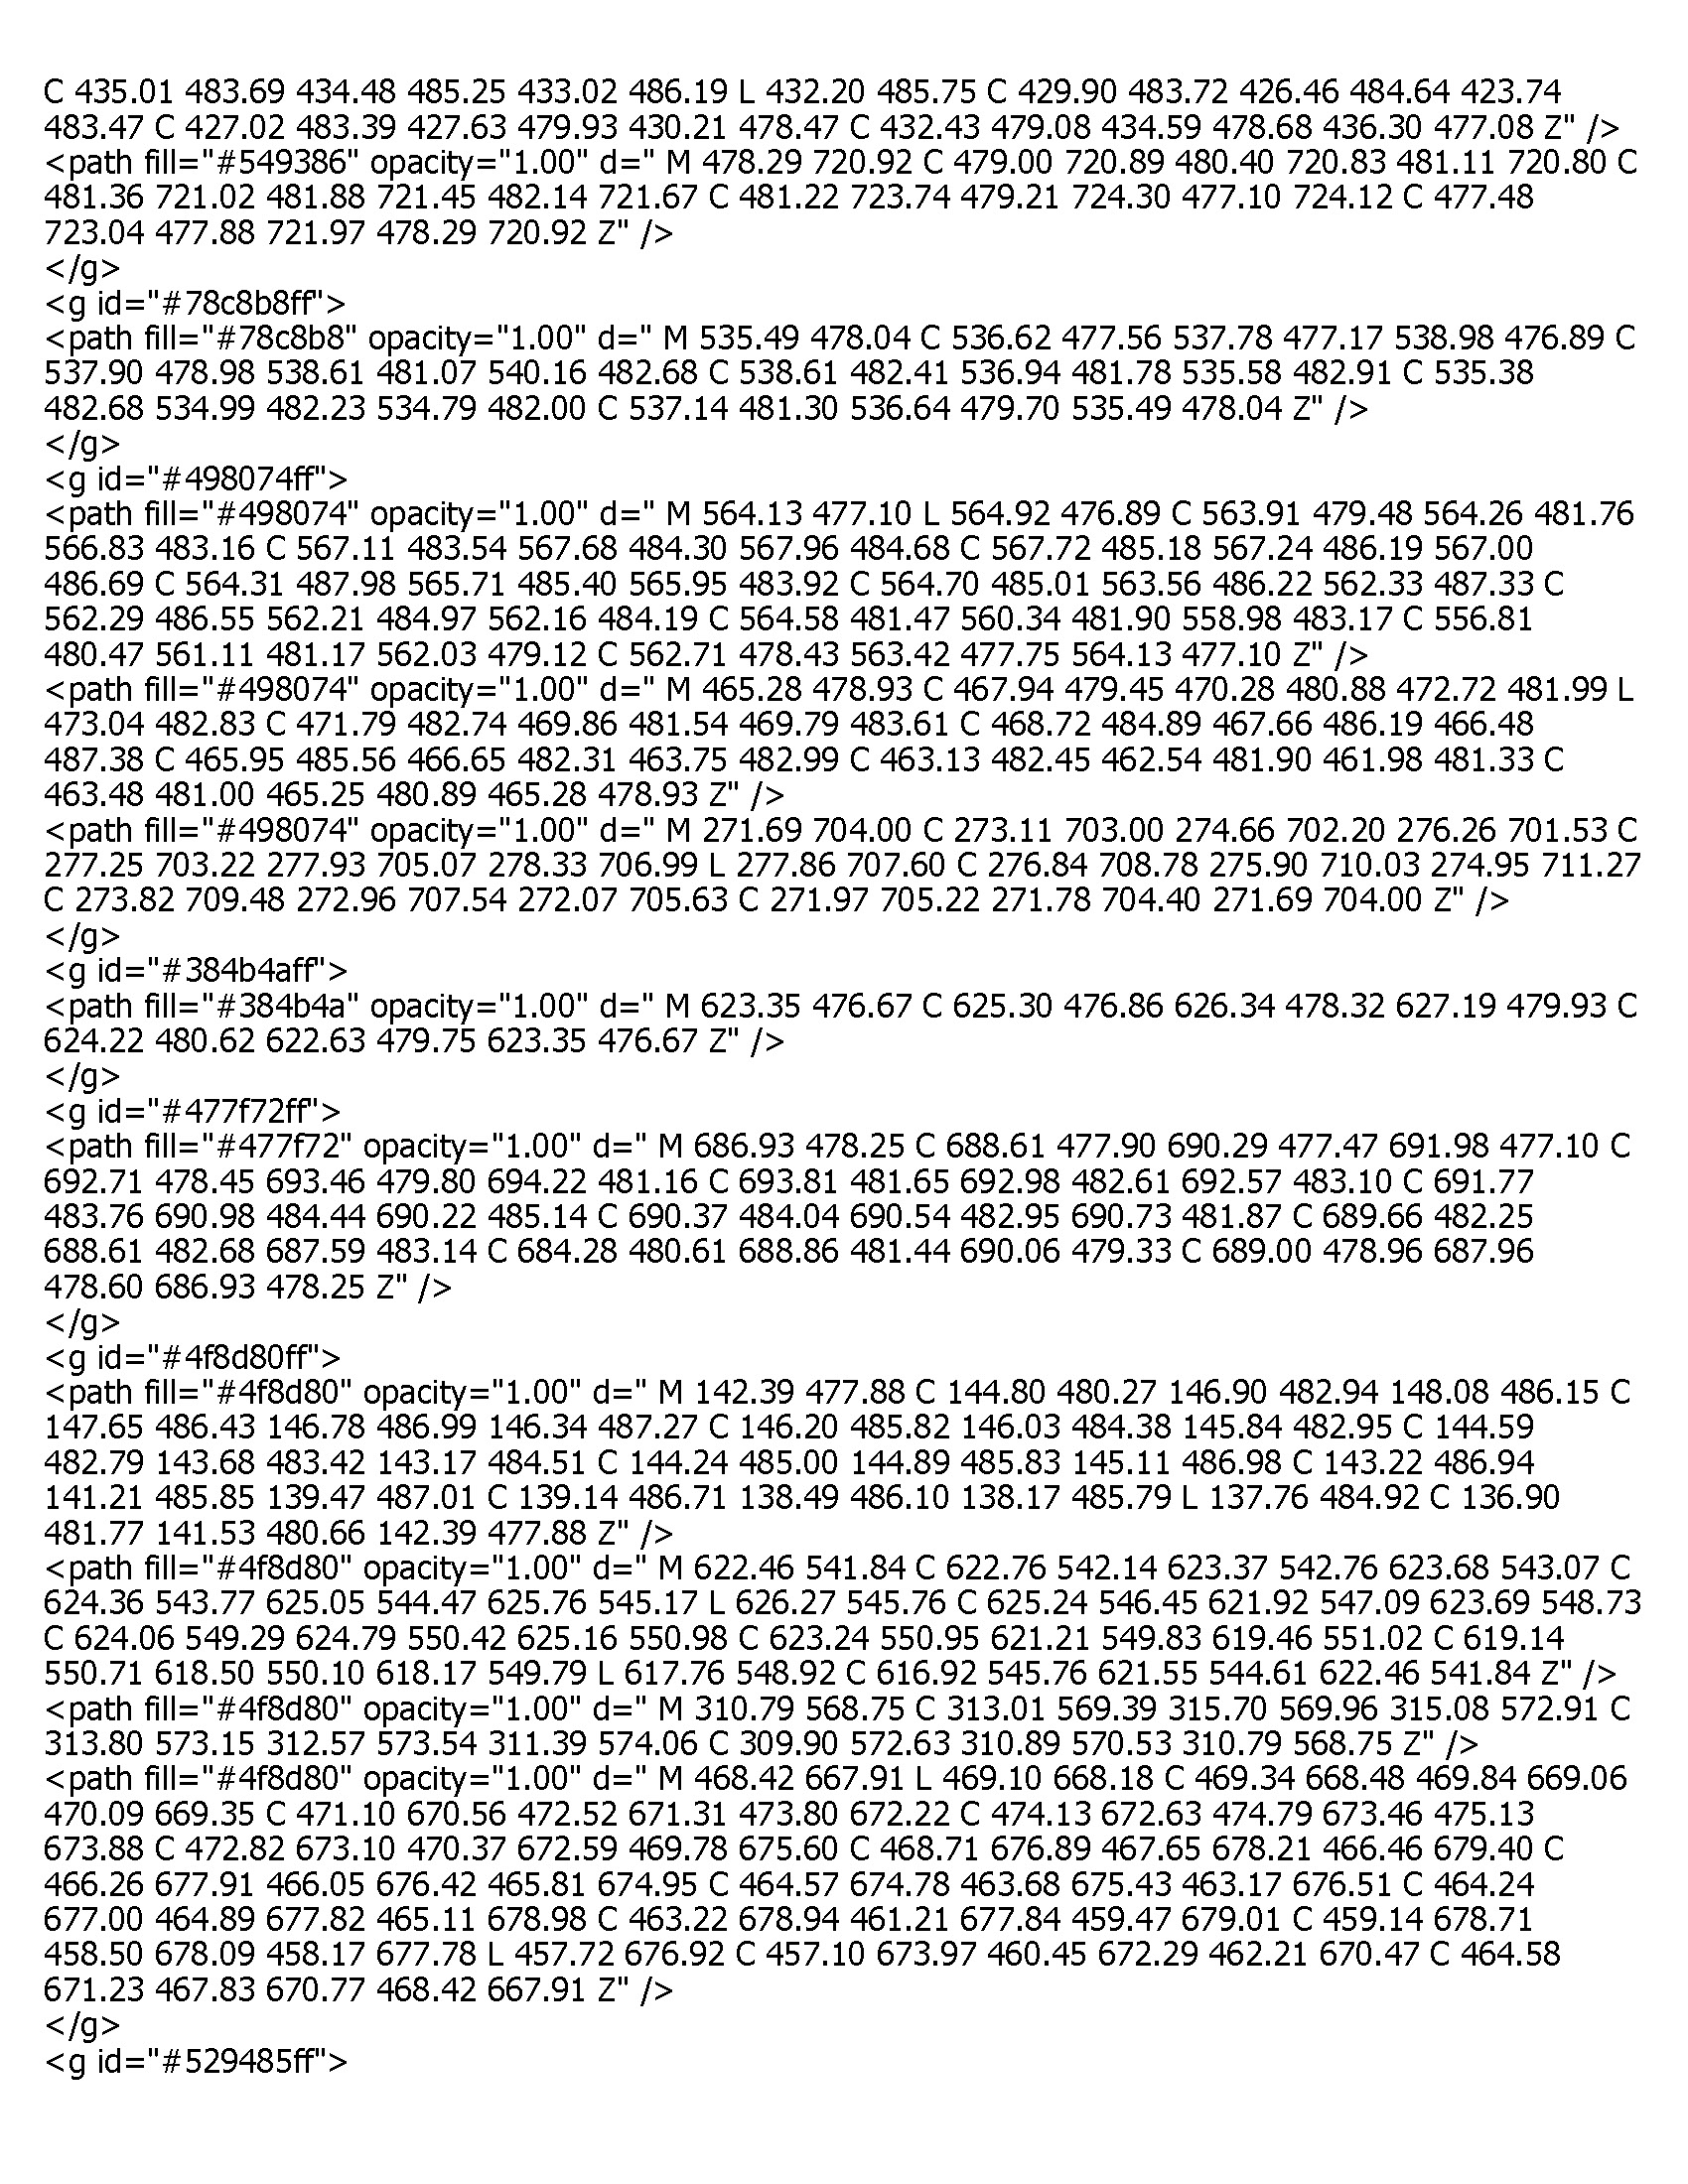 C 435.01 483.69 434.48 485.25 433.02 486.19 L 432.20 485.75 C 429.90 483.72 426.46 484.64 423.74
483.47 C 427.02 483.39 427.63 479.93 430.21 478.47 C 432.43 479.08 434.59 478.68 436.30 477.08 Z" />
<path fill="#549386" opacity="1.00" d=" M 478.29 720.92 C 479.00 720.89 480.40 720.83 481.11 720.80 C
481.36 721.02 481.88 721.45 482.14 721.67 C 481.22 723.74 479.21 724.30 477.10 724.12 C 477.48
723.04 477.88 721.97 478.29 720.92 Z" />
</g>
<g id="#78c8b8ff">
<path fill="#78c8b8" opacity="1.00" d=" M 535.49 478.04 C 536.62 477.56 537.78 477.17 538.98 476.89 C
537.90 478.98 538.61 481.07 540.16 482.68 C 538.61 482.41 536.94 481.78 535.58 482.91 C 535.38
482.68 534.99 482.23 534.79 482.00 C 537.14 481.30 536.64 479.70 535.49 478.04 Z" />
</g>
<g id="#498074ff">
<path fill="#498074" opacity="1.00" d=" M 564.13 477.10 L 564.92 476.89 C 563.91 479.48 564.26 481.76
566.83 483.16 C 567.11 483.54 567.68 484.30 567.96 484.68 C 567.72 485.18 567.24 486.19 567.00
486.69 C 564.31 487.98 565.71 485.40 565.95 483.92 C 564.70 485.01 563.56 486.22 562.33 487.33 C
562.29 486.55 562.21 484.97 562.16 484.19 C 564.58 481.47 560.34 481.90 558.98 483.17 C 556.81
480.47 561.11 481.17 562.03 479.12 C 562.71 478.43 563.42 477.75 564.13 477.10 Z" />
<path fill="#498074" opacity="1.00" d=" M 465.28 478.93 C 467.94 479.45 470.28 480.88 472.72 481.99 L
473.04 482.83 C 471.79 482.74 469.86 481.54 469.79 483.61 C 468.72 484.89 467.66 486.19 466.48
487.38 C 465.95 485.56 466.65 482.31 463.75 482.99 C 463.13 482.45 462.54 481.90 461.98 481.33 C
463.48 481.00 465.25 480.89 465.28 478.93 Z" />
<path fill="#498074" opacity="1.00" d=" M 271.69 704.00 C 273.11 703.00 274.66 702.20 276.26 701.53 C
277.25 703.22 277.93 705.07 278.33 706.99 L 277.86 707.60 C 276.84 708.78 275.90 710.03 274.95 711.27
C 273.82 709.48 272.96 707.54 272.07 705.63 C 271.97 705.22 271.78 704.40 271.69 704.00 Z" />
</g>
<g id="#384b4aff">
<path fill="#384b4a" opacity="1.00" d=" M 623.35 476.67 C 625.30 476.86 626.34 478.32 627.19 479.93 C
624.22 480.62 622.63 479.75 623.35 476.67 Z" />
</g>
<g id="#477f72ff">
<path fill="#477f72" opacity="1.00" d=" M 686.93 478.25 C 688.61 477.90 690.29 477.47 691.98 477.10 C
692.71 478.45 693.46 479.80 694.22 481.16 C 693.81 481.65 692.98 482.61 692.57 483.10 C 691.77
483.76 690.98 484.44 690.22 485.14 C 690.37 484.04 690.54 482.95 690.73 481.87 C 689.66 482.25
688.61 482.68 687.59 483.14 C 684.28 480.61 688.86 481.44 690.06 479.33 C 689.00 478.96 687.96
478.60 686.93 478.25 Z" />
</g>
<g id="#4f8d80ff">
<path fill="#4f8d80" opacity="1.00" d=" M 142.39 477.88 C 144.80 480.27 146.90 482.94 148.08 486.15 C
147.65 486.43 146.78 486.99 146.34 487.27 C 146.20 485.82 146.03 484.38 145.84 482.95 C 144.59
482.79 143.68 483.42 143.17 484.51 C 144.24 485.00 144.89 485.83 145.11 486.98 C 143.22 486.94
141.21 485.85 139.47 487.01 C 139.14 486.71 138.49 486.10 138.17 485.79 L 137.76 484.92 C 136.90
481.77 141.53 480.66 142.39 477.88 Z" />
<path fill="#4f8d80" opacity="1.00" d=" M 622.46 541.84 C 622.76 542.14 623.37 542.76 623.68 543.07 C
624.36 543.77 625.05 544.47 625.76 545.17 L 626.27 545.76 C 625.24 546.45 621.92 547.09 623.69 548.73
C 624.06 549.29 624.79 550.42 625.16 550.98 C 623.24 550.95 621.21 549.83 619.46 551.02 C 619.14
550.71 618.50 550.10 618.17 549.79 L 617.76 548.92 C 616.92 545.76 621.55 544.61 622.46 541.84 Z" />
<path fill="#4f8d80" opacity="1.00" d=" M 310.79 568.75 C 313.01 569.39 315.70 569.96 315.08 572.91 C
313.80 573.15 312.57 573.54 311.39 574.06 C 309.90 572.63 310.89 570.53 310.79 568.75 Z" />
<path fill="#4f8d80" opacity="1.00" d=" M 468.42 667.91 L 469.10 668.18 C 469.34 668.48 469.84 669.06
470.09 669.35 C 471.10 670.56 472.52 671.31 473.80 672.22 C 474.13 672.63 474.79 673.46 475.13
673.88 C 472.82 673.10 470.37 672.59 469.78 675.60 C 468.71 676.89 467.65 678.21 466.46 679.40 C
466.26 677.91 466.05 676.42 465.81 674.95 C 464.57 674.78 463.68 675.43 463.17 676.51 C 464.24
677.00 464.89 677.82 465.11 678.98 C 463.22 678.94 461.21 677.84 459.47 679.01 C 459.14 678.71
458.50 678.09 458.17 677.78 L 457.72 676.92 C 457.10 673.97 460.45 672.29 462.21 670.47 C 464.58
671.23 467.83 670.77 468.42 667.91 Z" />
</g>
<g id="#529485ff">